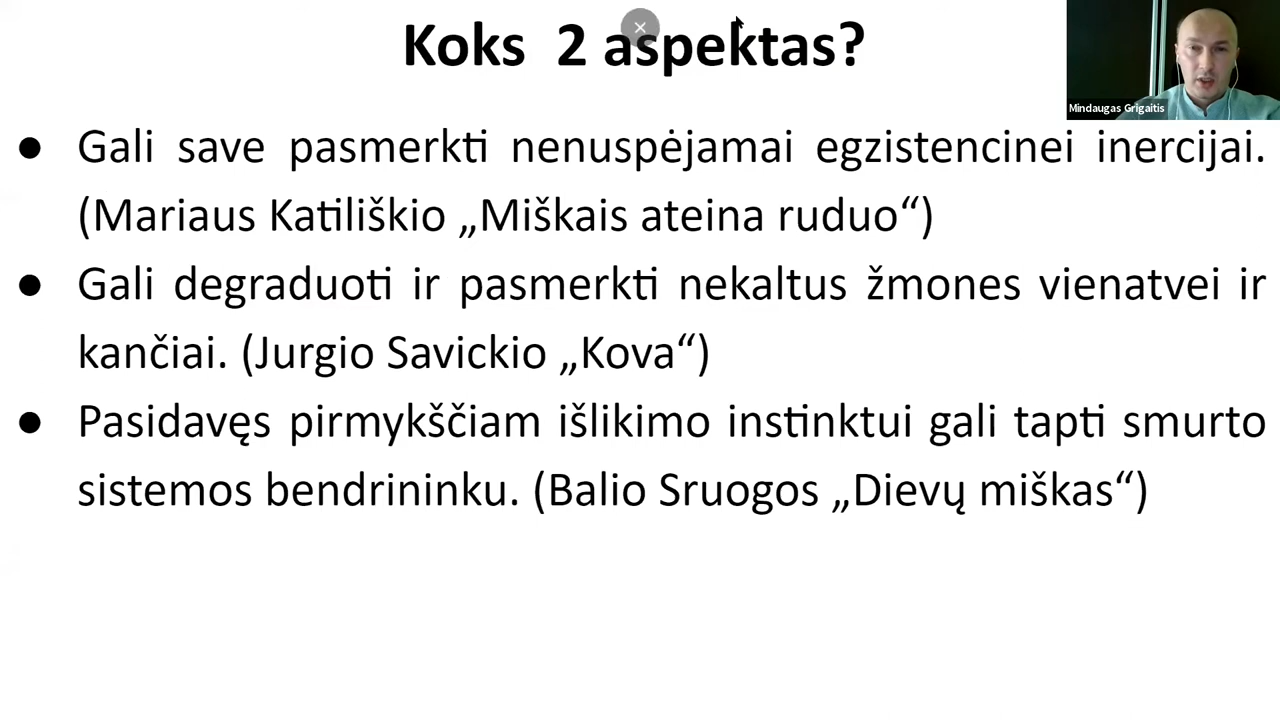 Koks 2 aspektas?
Mindaugas Grigaitis
● Gali save pasmerkti nenuspėjamai egzistencinei inercijai.
(Mariaus Katiliškio „Miškais ateina ruduo“)
● Gali degraduoti ir pasmerkti nekaltus žmones vienatvei ir
kančiai. (Jurgio Savickio „Kova“)
● Pasidavęs pirmykščiam išlikimo instinktui gali tapti smurto
sistemos bendrininku. (Balio Sruogos „Dievų miškas“)